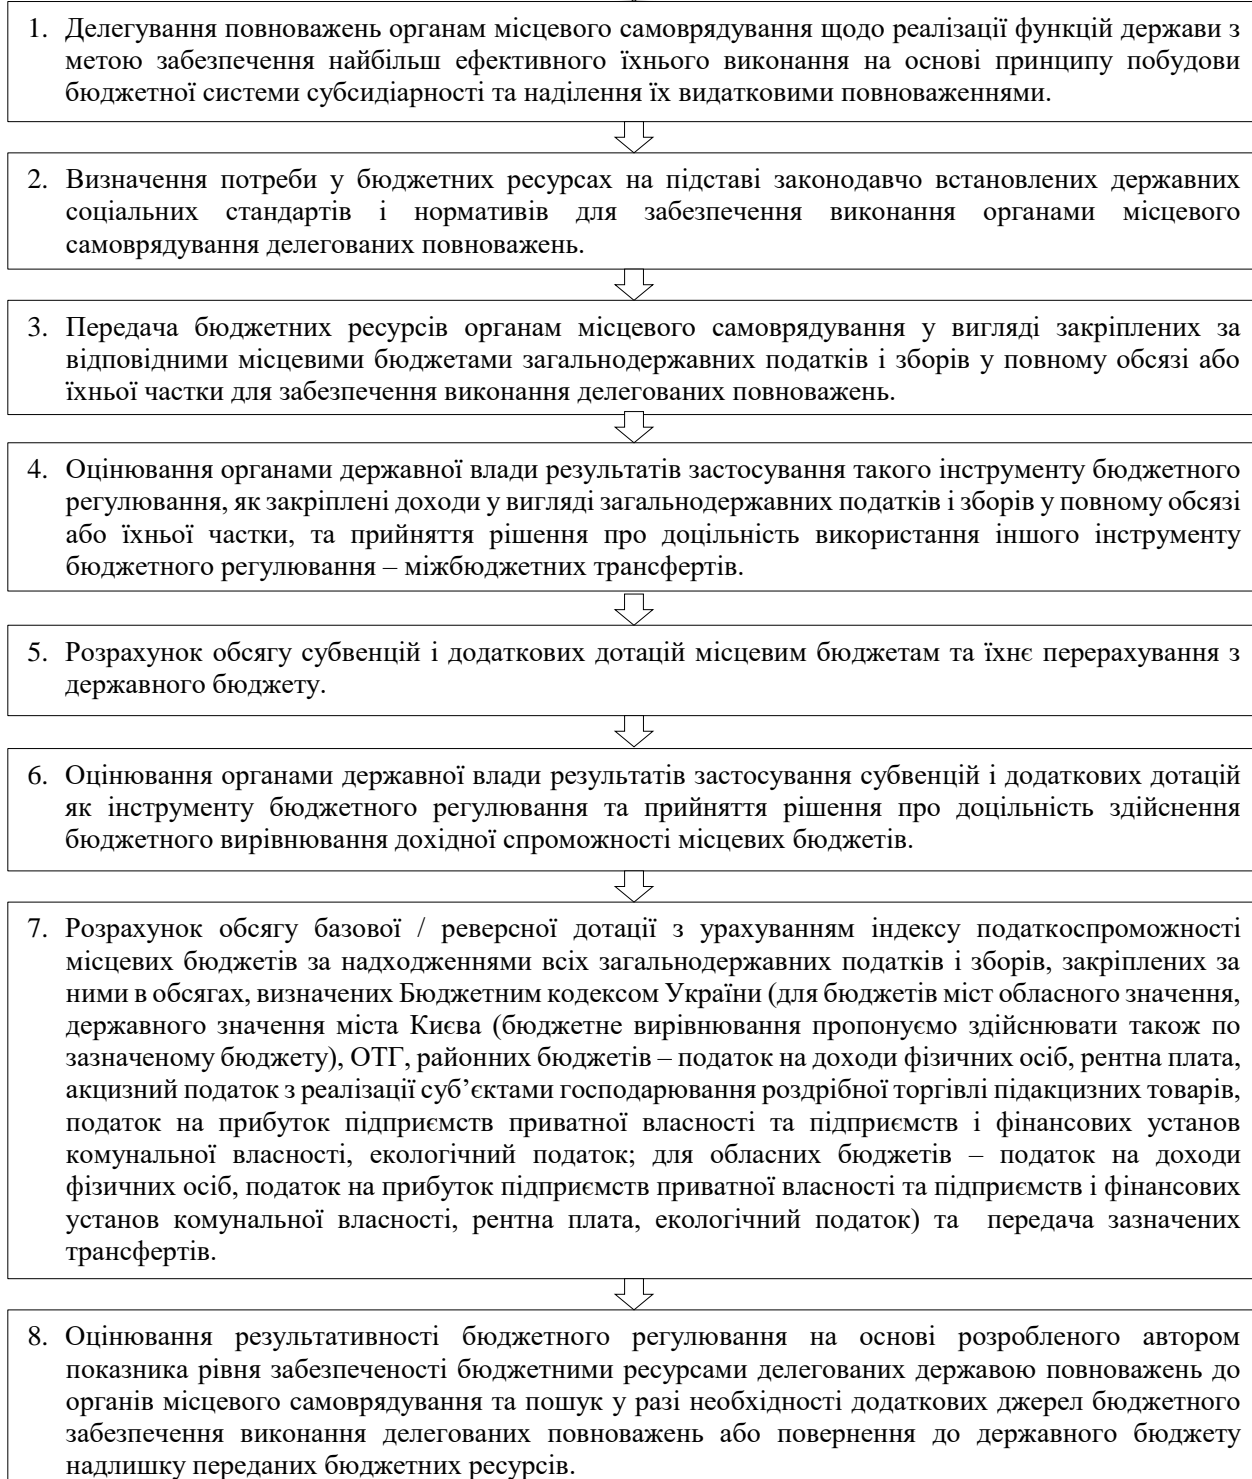 1. Делегування повноважень органам місцевого самоврядування щодо реалізації функцій держави з
метою забезпечення найбільш ефективного їхнього виконання на основі принципу побудови
бюджетної системи субсидіарності та наділення їх видатковими повноваженнями.
2. Визначення потреби у бюджетних ресурсах на підставі законодавчо встановлених державних
соціальних стандартів і нормативів для забезпечення виконання органами місцевого
самоврядування делегованих повноважень.
3. Передача бюджетних ресурсів органам місцевого самоврядування у вигляді закріплених за
відповідними місцевими бюджетами загальнодержавних податків і зборів у повному обсязі або
їхньої частки для забезпечення виконання делегованих повноважень.
4. Оцінювання органами державної влади результатів застосування такого інструменту бюджетного
регулювання, як закріплені доходи у вигляді загальнодержавних податків і зборів у повному обсязі
або їхньої частки, та прийняття рішення про доцільність використання іншого інструменту
бюджетного регулювання – міжбюджетних трансфертів.
5. Розрахунок обсягу субвенцій і додаткових дотацій місцевим бюджетам та їхнє перерахування з
державного бюджету.
6. Оцінювання органами державної влади результатів застосування субвенцій і додаткових дотацій
як інструменту бюджетного регулювання та прийняття рішення про доцільність здійснення
бюджетного вирівнювання дохідної спроможності місцевих бюджетів.
7. Розрахунок обсягу базової / реверсної дотації з урахуванням індексу податкоспроможності
місцевих бюджетів за надходженнями всіх загальнодержавних податків і зборів, закріплених за
ними в обсягах, визначених Бюджетним кодексом України (для бюджетів міст обласного значення,
державного значення міста Києва (бюджетне вирівнювання пропонуємо здійснювати також по
зазначеному бюджету), ОТГ, районних бюджетів – податок на доходи фізичних осіб, рентна плата,
акцизний податок з реалізації суб’єктами господарювання роздрібної торгівлі підакцизних товарів,
податок на прибуток підприємств приватної власності та підприємств і фінансових установ
комунальної власності, екологічний податок; для обласних бюджетів – податок на доходи
фізичних осіб, податок на прибуток підприємств приватної власності та підприємств і фінансових
установ комунальної власності, рентна плата, екологічний податок) та передача зазначених
трансфертів.
8. Оцінювання результативності бюджетного регулювання на основі розробленого автором
показника рівня забезпеченості бюджетними ресурсами делегованих державою повноважень до
органів місцевого самоврядування та пошук у разі необхідності додаткових джерел бюджетного
забезпечення виконання делегованих повноважень або повернення до державного бюджету
надлишку переданих бюджетних ресурсів.